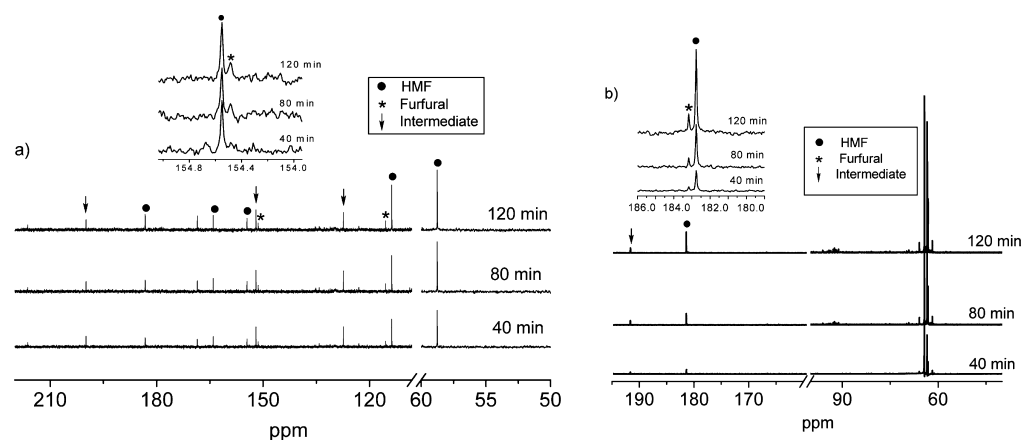 a)
120 min
80 min
40 min
154.8
154.4
154.0
● HMF
* Furfural
↓ Intermediate
120 min
80 min
40 min
210
180
150
120
60
55
50
ppm
b)
120 min
80 min
40 min
186.0
184.0
182.0
180.0
● HMF
* Furfural
↓ Intermediate
120 min
80 min
40 min
190
180
170
90
60
ppm